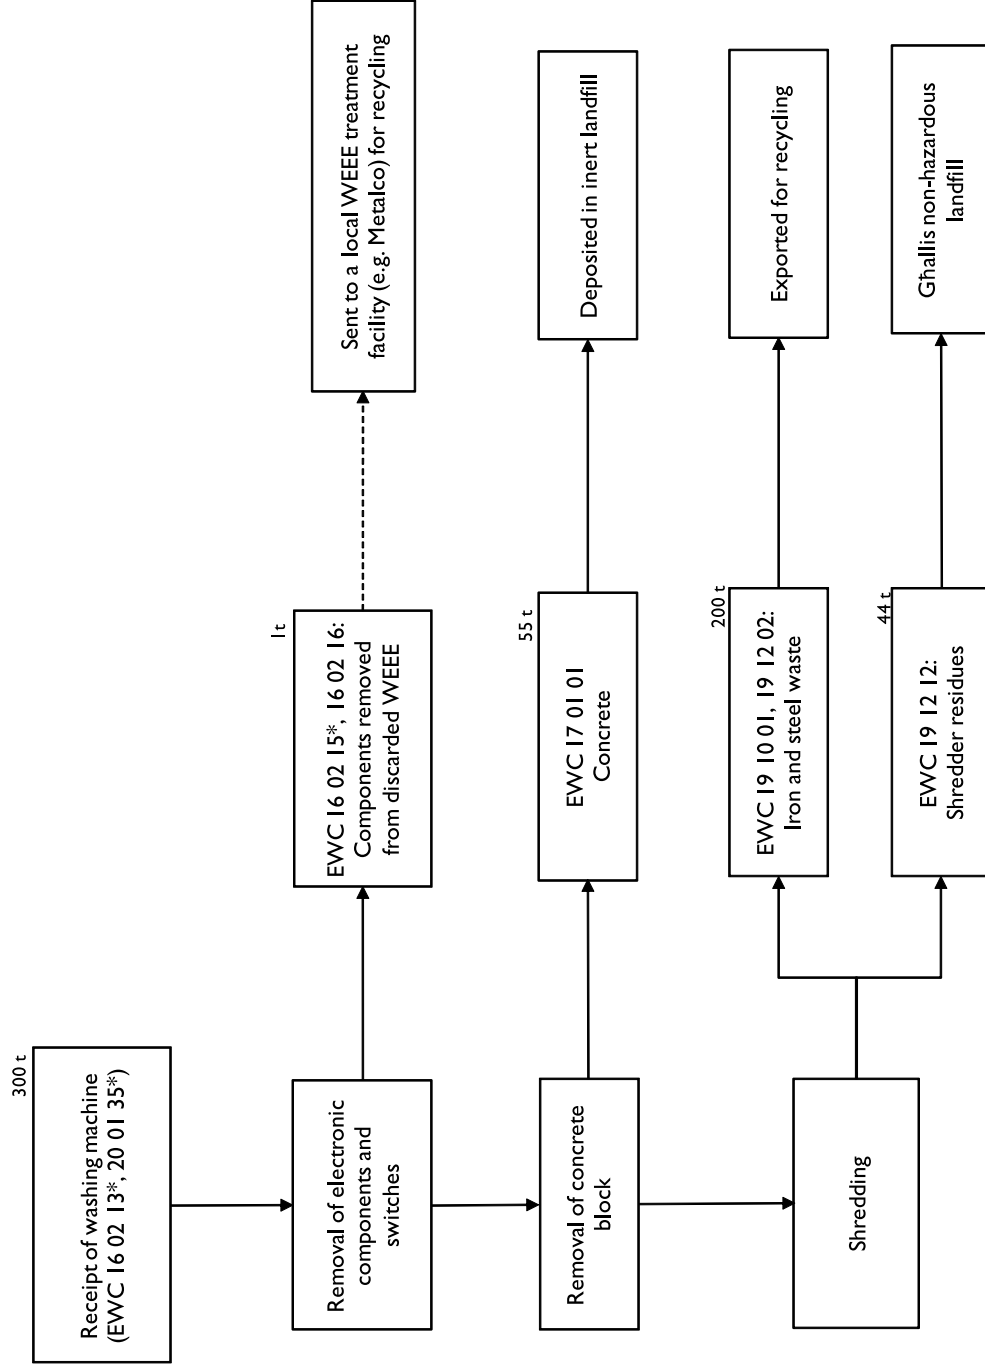 300 t
Receipt of washing machine
(EWC 16 02 13*, 20 01 35*)
Removal of electronic
components and
switches
1t
EWC 16 02 15*, 16 02 16:
Components removed
from discarded WEEE
Sent to a local WEEE treatment
facility (e.g. Metalco) for recycling
Removal of concrete
block
55 t
EWC 17 01 01
Concrete
Deposited in inert landfill
Shredding
200 t
EWC 19 10 01, 19 12 02:
Iron and steel waste
Exported for recycling
44 t
EWC 19 12 12:
Shredder residues
Għallis non-hazardous
landfill